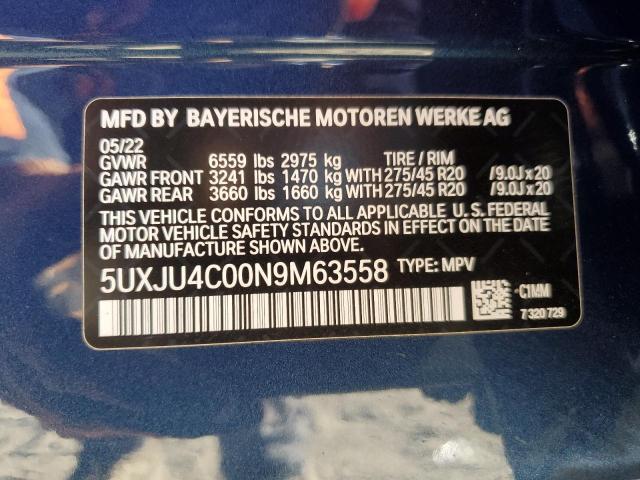 MFD BY BAYERISCHE MOTOREN WERKE AG
05/22
GVWR 6559 lbs 2975 kg TIRE / RIM
GAWR FRONT 3241 lbs 1470 kg WITH 275/45 R20 /9.0J x 20
GAWR REAR 3660 lbs 1660 kg WITH 275/45 R20 /9.0J x 20
THIS VEHICLE CONFORMS TO ALL APPLICABLE U.S. FEDERAL
MOTOR VEHICLE SAFETY STANDARDS IN EFFECT ON THE DATE
OF MANUFACTURE SHOWN ABOVE.
5UXJU4C00N9M63558 TYPE: MPV
C1MM
7 320 729